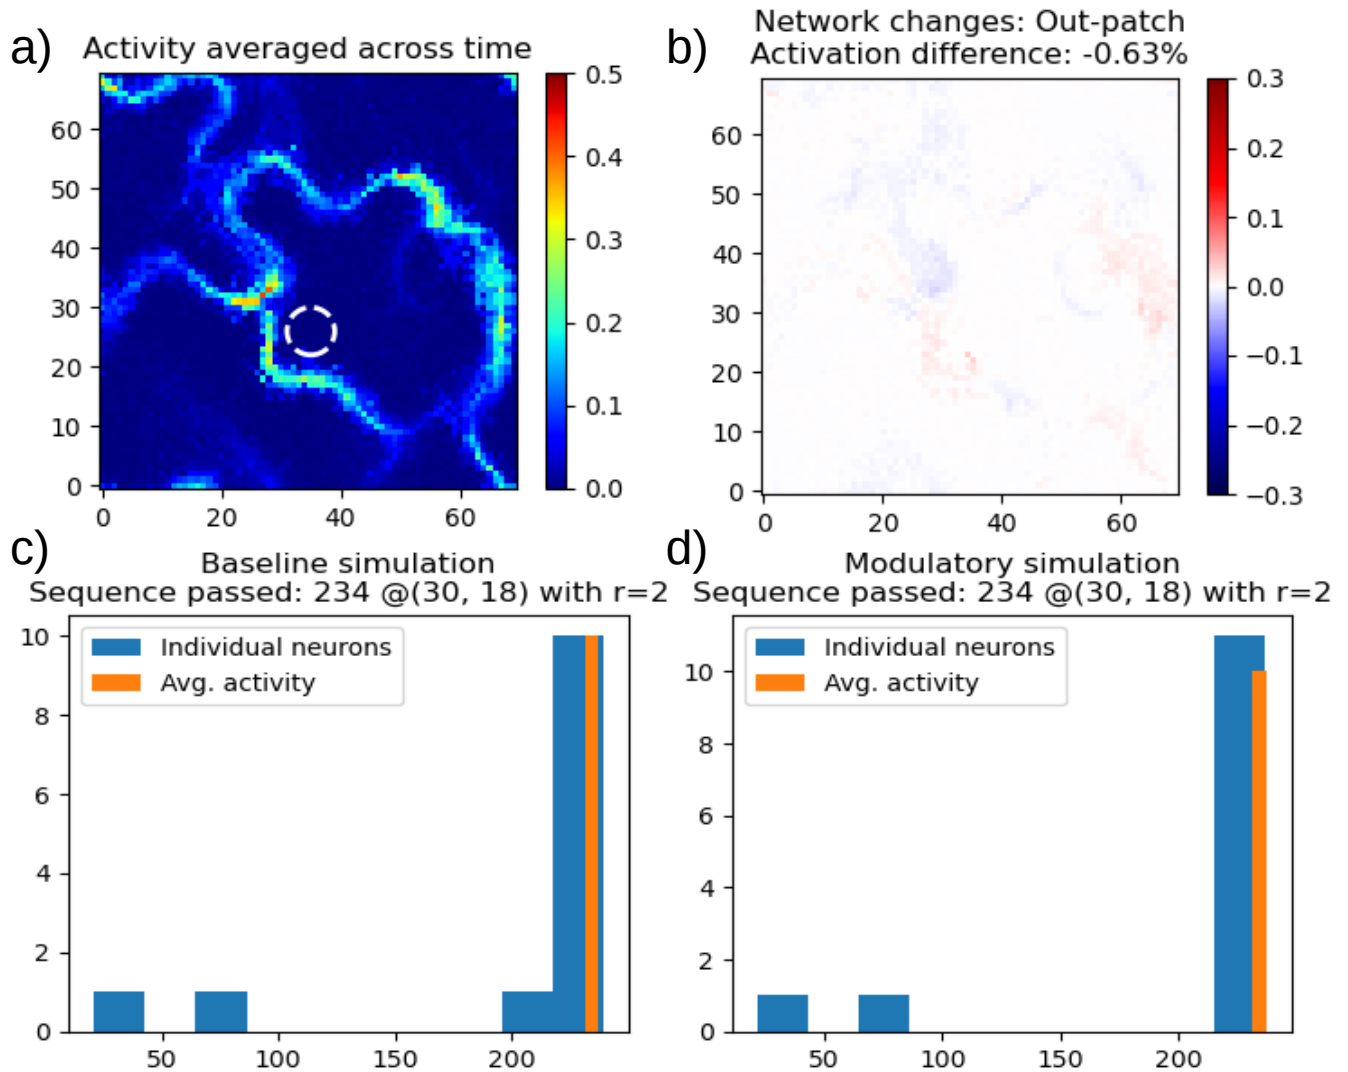 a)
Activity averaged across time
0.5
0.4
0.3
0.2
0.1
0.0
60
50
40
30
20
10
0
0 20 40 60
b)
Network changes: Out-patch
Activation difference: -0.63%
0.3
0.2
0.1
0.0
−0.1
−0.2
−0.3
60
50
40
30
20
10
0
0 20 40 60
c)
Baseline simulation
Sequence passed: 234 @(30, 18) with r=2
Individual neurons
Avg. activity
10
8
6
4
2
0
50 100 150 200
d)
Modulatory simulation
Sequence passed: 234 @(30, 18) with r=2
Individual neurons
Avg. activity
10
8
6
4
2
0
50 100 150 200